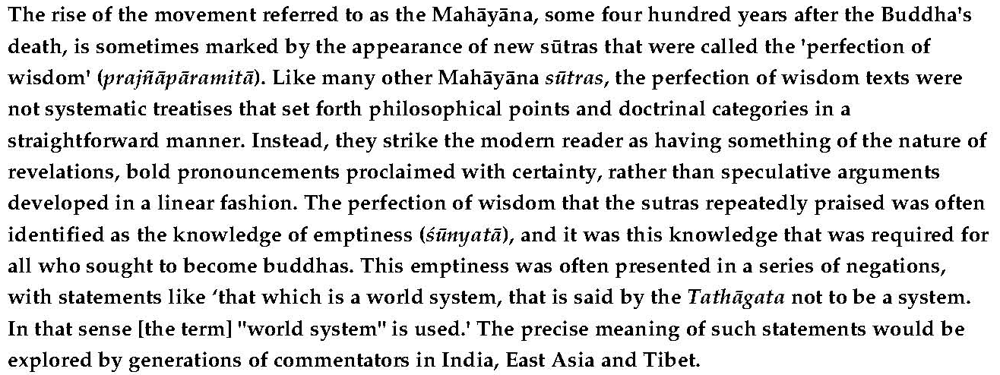 The rise of the movement referred to as the Mahāyāna, some four hundred years after the Buddha's
death, is sometimes marked by the appearance of new sūtras that were called the 'perfection of
wisdom' (prajñāpāramitā). Like many other Mahāyāna sūtras, the perfection of wisdom texts were
not systematic treatises that set forth philosophical points and doctrinal categories in a
straightforward manner. Instead, they strike the modern reader as having something of the nature of
revelations, bold pronouncements proclaimed with certainty, rather than speculative arguments
developed in a linear fashion. The perfection of wisdom that the sutras repeatedly praised was often
identified as the knowledge of emptiness (śūnyatā), and it was this knowledge that was required for
all who sought to become buddhas. This emptiness was often presented in a series of negations,
with statements like ‘that which is a world system, that is said by the Tathāgata not to be a system.
In that sense [the term] "world system" is used.' The precise meaning of such statements would be
explored by generations of commentators in India, East Asia and Tibet.